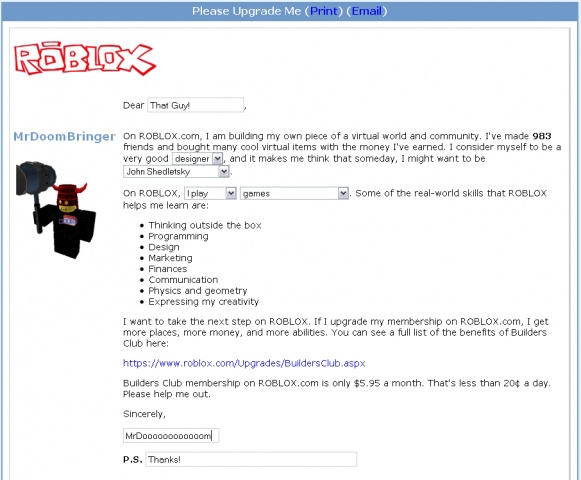 Please Upgrade Me (Print) (Email)
ROBLOX
Dear That Guy!,
MrDoomBringer
On ROBLOX.com, I am building my own piece of a virtual world and community. I've made 983
friends and bought many cool virtual items with the money I've earned. I consider myself to be a
very good designer, and it makes me think that someday, I might want to be
John Shedletsky.
On ROBLOX, I play games. Some of the real-world skills that ROBLOX
helps me learn are:
• Thinking outside the box
• Programming
• Design
• Marketing
• Finances
• Communication
• Physics and geometry
• Expressing my creativity
I want to take the next step on ROBLOX. If I upgrade my membership on ROBLOX.com, I get
more places, more money, and more abilities. You can see a full list of the benefits of Builders
Club here:
https://www.roblox.com/Upgrades/BuildersClub.aspx
Builders Club membership on ROBLOX.com is only $5.95 a month. That's less than 20¢ a day.
Please help me out.
Sincerely,
MrDoooooooooooom
P.S. Thanks!